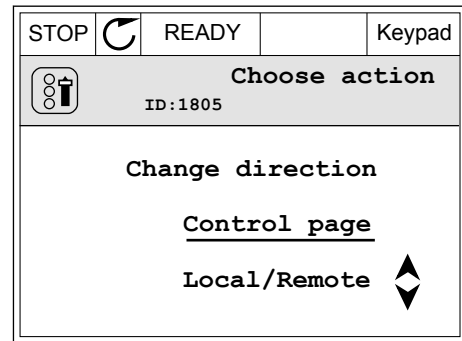 STOP READY Keypad
Choose action
ID:1805
Change direction
Control page
Local/Remote